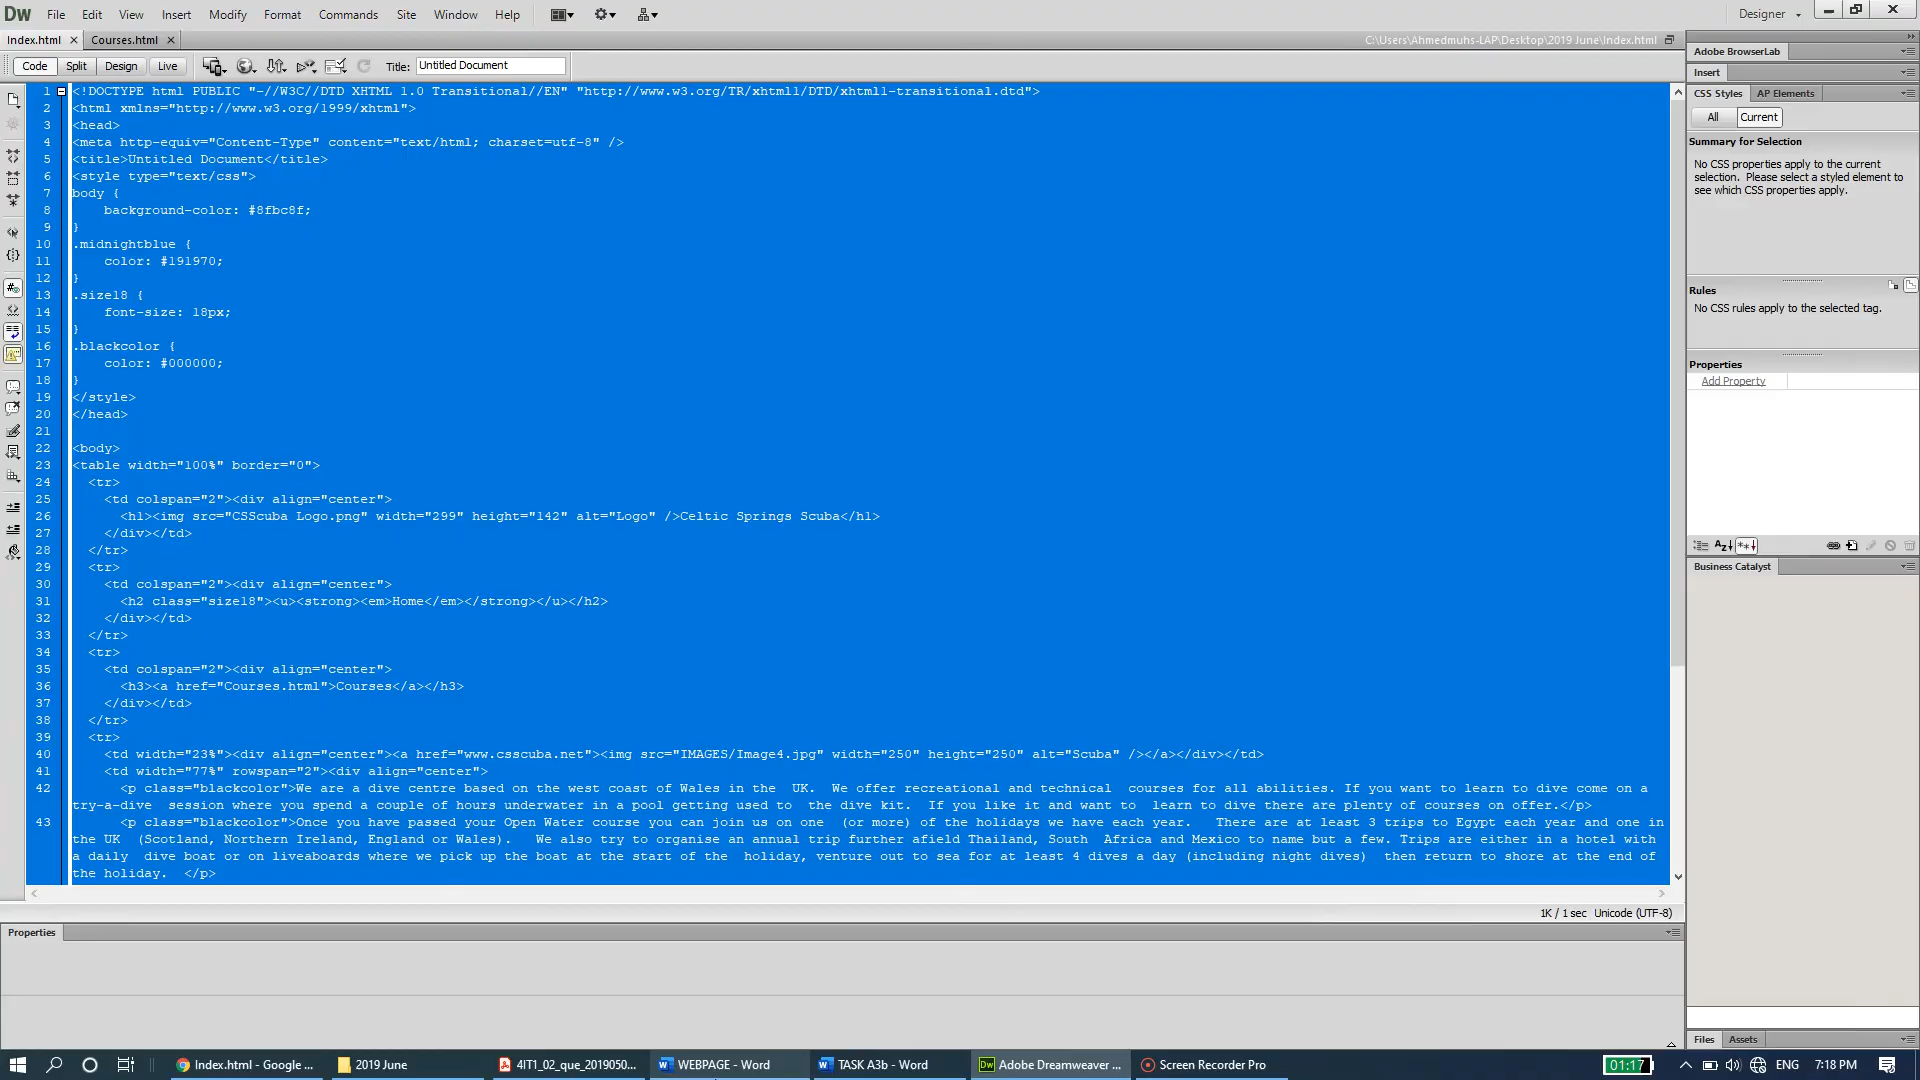 Dw File Edit View Insert Modify Format Commands Site Window Help Designer
Index.html Courses.html C:\Users\Ahmedmuhs-LAP\Desktop\2019 June\Index.html
Code Split Design Live Title: Untitled Document
1 <!DOCTYPE html PUBLIC "-//W3C//DTD XHTML 1.0 Transitional//EN" "http://www.w3.org/TR/xhtml1/DTD/xhtml1-transitional.dtd">
2 <html xmlns="http://www.w3.org/1999/xhtml">
3 <head>
4 <meta http-equiv="Content-Type" content="text/html; charset=utf-8" />
5 <title>Untitled Document</title>
6 <style type="text/css">
7 body {
8 background-color: #8fbc8f;
9 }
10 .midnightblue {
11 color: #191970;
12 }
13 .size18 {
14 font-size: 18px;
15 }
16 .blackcolor {
17 color: #000000;
18 }
19 </style>
20 </head>
21
22 <body>
23 <table width="100%" border="0">
24 <tr>
25 <td colspan="2"><div align="center">
26 <h1><img src="CSScuba Logo.png" width="299" height="142" alt="Logo" />Celtic Springs Scuba</h1>
27 </div></td>
28 </tr>
29 <tr>
30 <td colspan="2"><div align="center">
31 <h2 class="size18"><u><strong><em>Home</em></strong></u></h2>
32 </div></td>
33 </tr>
34 <tr>
35 <td colspan="2"><div align="center">
36 <h3><a href="Courses.html">Courses</a></h3>
37 </div></td>
38 </tr>
39 <tr>
40 <td width="23%"><div align="center"><a href="www.csscuba.net"><img src="IMAGES/Image4.jpg" width="250" height="250" alt="Scuba" /></a></div></td>
41 <td width="77%" rowspan="2"><div align="center">
42 <p class="blackcolor">We are a dive centre based on the west coast of Wales in the UK. We offer recreational and technical courses for all abilities. If you want to learn to dive come on a
try-a-dive session where you spend a couple of hours underwater in a pool getting used to the dive kit. If you like it and want to learn to dive there are plenty of courses on offer.</p>
43 <p class="blackcolor">Once you have passed your Open Water course you can join us on one (or more) of the holidays we have each year. There are at least 3 trips to Egypt each year and one in
the UK (Scotland, Northern Ireland, England or Wales). We also try to organise an annual trip further afield Thailand, South Africa and Mexico to name but a few. Trips are either in a hotel with
a daily dive boat or on liveaboards where we pick up the boat at the start of the holiday, venture out to sea for at least 4 dives a day (including night dives) then return to shore at the end of
the holiday. </p>
1K / 1 sec Unicode (UTF-8)
Properties
Adobe BrowserLab
Insert
CSS Styles AP Elements
All Current
Summary for Selection
No CSS properties apply to the current
selection. Please select a styled element to
see which CSS properties apply.
Rules
No CSS rules apply to the selected tag.
Properties
Add Property
Business Catalyst
Files Assets
Index.html - Google ... 2019 June 4IT1_02_que_2019050... WEBPAGE - Word TASK A3b - Word Adobe Dreamweaver ... Screen Recorder Pro 01:17 ENG 7:18 PM